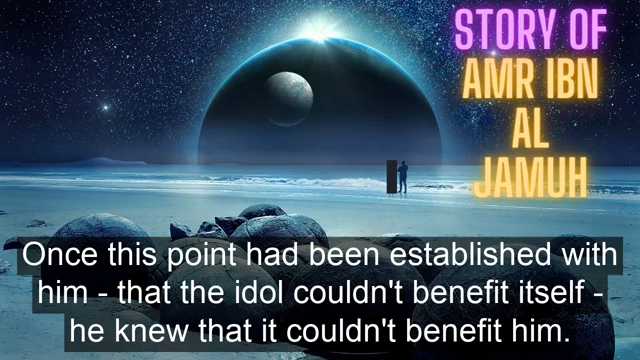 STORY OF
AMR IBN
AL
JAMUH
Once this point had been established with
him - that the idol couldn't benefit itself -
he knew that it couldn't benefit him.